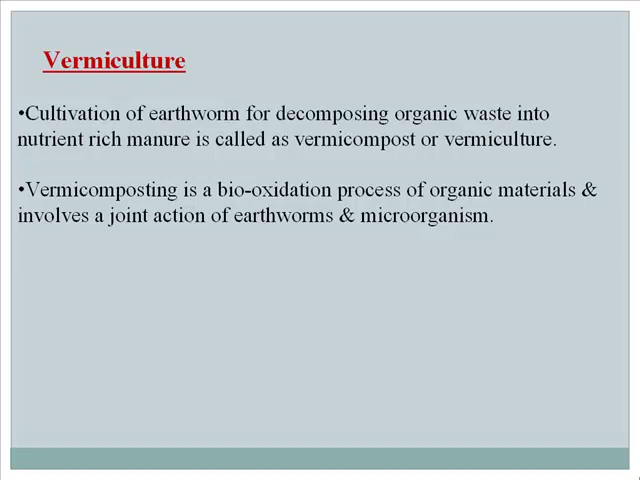 Vermiculture
•Cultivation of earthworm for decomposing organic waste into
nutrient rich manure is called as vermicompost or vermiculture.
•Vermicomposting is a bio-oxidation process of organic materials &
involves a joint action of earthworms & microorganism.